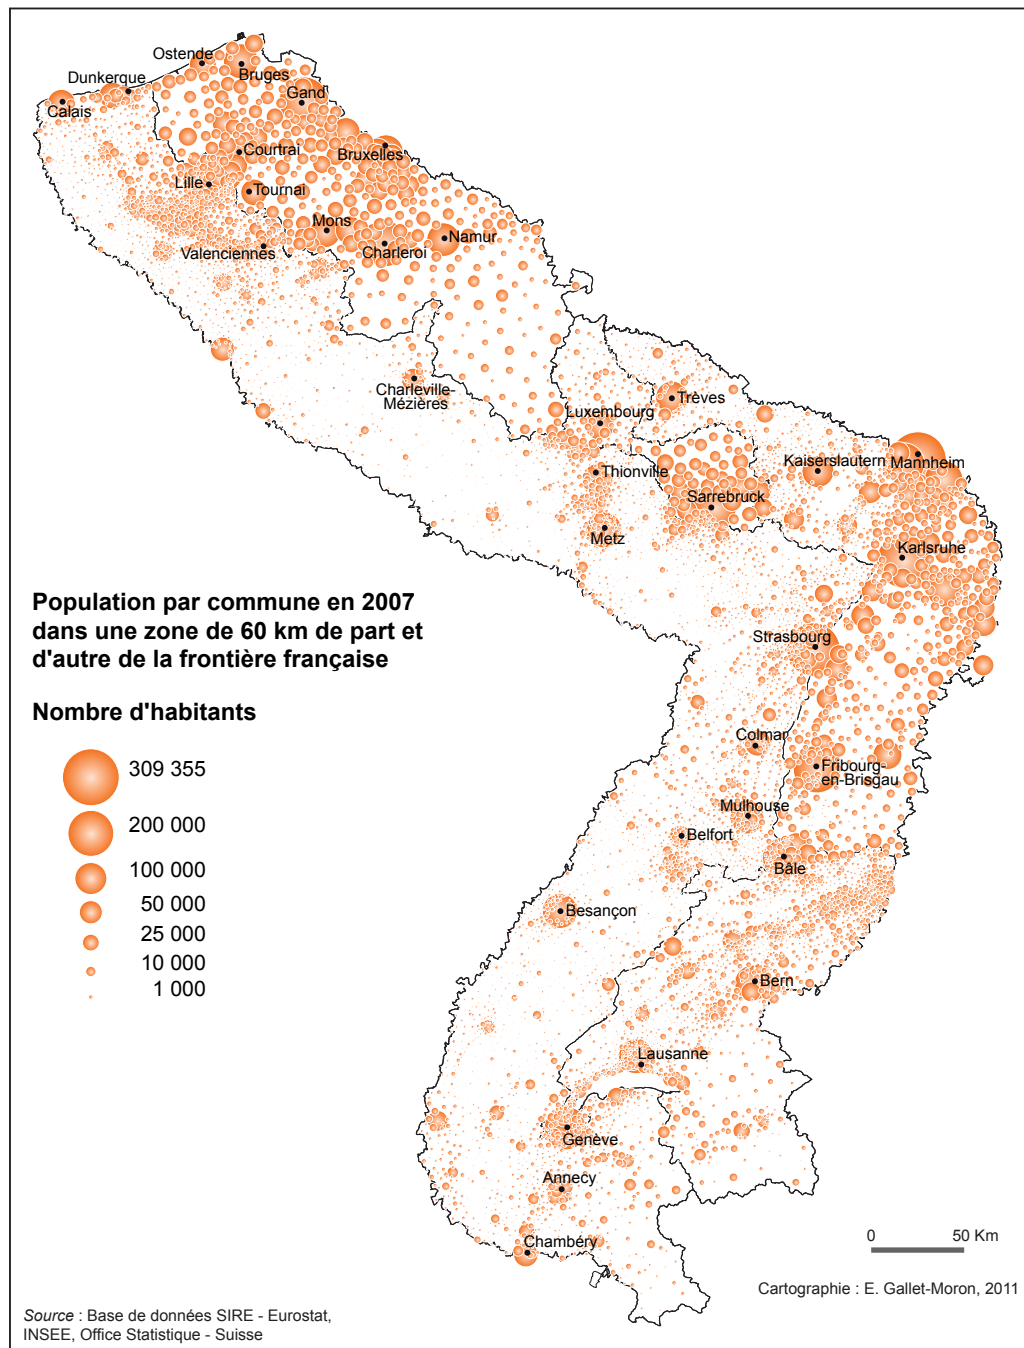 Ostende
Bruges
Dunkerque
Calais
Gand
Courtrai
Bruxelles
Lille
Tournai
Mons
Valenciennes
Charleroi
Namur
Charleville-
Mézières
Trèves
Luxembourg
Kaiserslautern
Mannheim
Thionville
Sarrebruck
Metz
Karlsruhe
Population par commune en 2007
dans une zone de 60 km de part et
d'autre de la frontière française
Strasbourg
Nombre d'habitants
309 355
200 000
100 000
50 000
25 000
10 000
1 000
Colmar
Fribourg-
en-Brisgau
Mulhouse
Belfort
Bâle
Besançon
Bern
Lausanne
Genève
Annecy
Chambéry
0 50 Km
Cartographie : E. Gallet-Moron, 2011
Source : Base de données SIRE - Eurostat,
INSEE, Office Statistique - Suisse